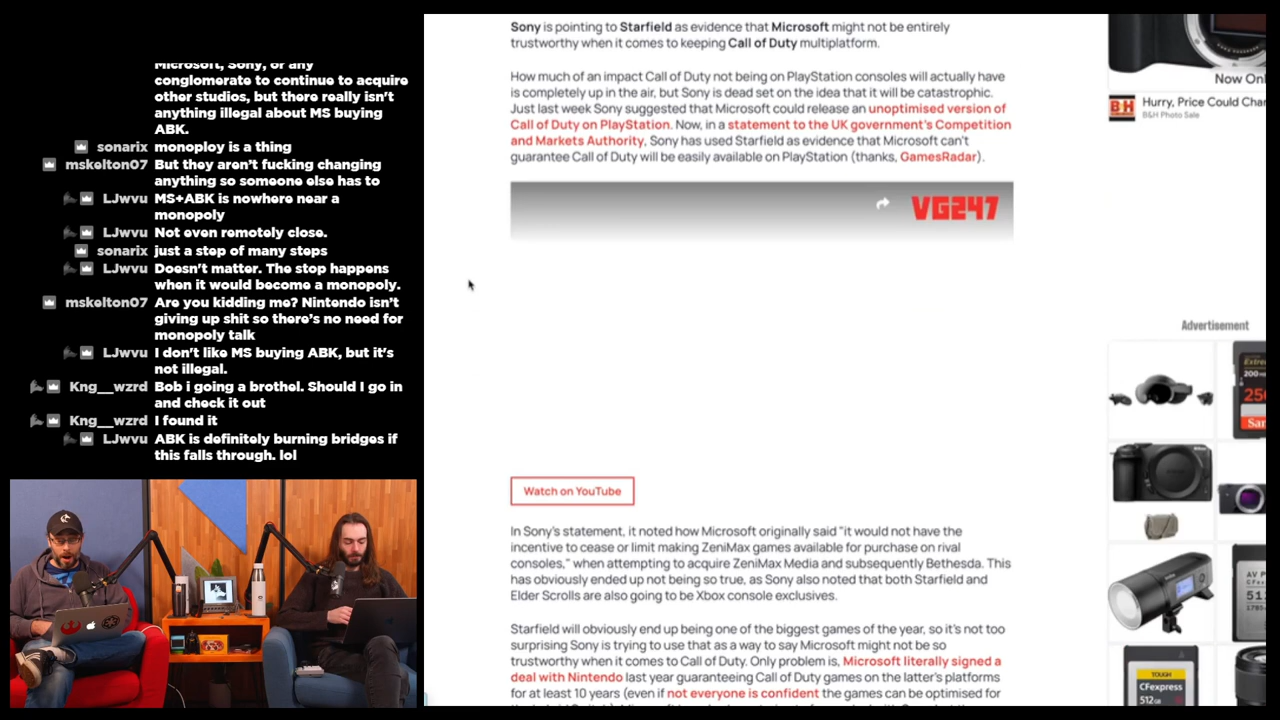 Microsoft, Sony, or any
conglomerate to continue to acquire
other studios, but there really isn't
anything illegal about MS buying
ABK.
sonarix monoploy is a thing
mskelton07 But they aren't fucking changing
anything so someone else has to
LJwvu MS+ABK is nowhere near a
monopoly
LJwvu Not even remotely close.
sonarix just a step of many steps
LJwvu Doesn't matter. The stop happens
when it would become a monopoly.
mskelton07 Are you kidding me? Nintendo isn't
giving up shit so there's no need for
monopoly talk
LJwvu I don't like MS buying ABK, but it's
not illegal.
Kng__wzrd Bob i going a brothel. Should I go in
and check it out
Kng__wzrd I found it
LJwvu ABK is definitely burning bridges if
this falls through. lol
Sony is pointing to Starfield as evidence that Microsoft might not be entirely
trustworthy when it comes to keeping Call of Duty multiplatform.
How much of an impact Call of Duty not being on PlayStation consoles will actually have
is completely up in the air, but Sony is dead set on the idea that it will be catastrophic.
Just last week Sony suggested that Microsoft could release an unoptimised version of
Call of Duty on PlayStation. Now, in a statement to the UK government's Competition
and Markets Authority, Sony has used Starfield as evidence that Microsoft can't
guarantee Call of Duty will be easily available on PlayStation (thanks, GamesRadar).
VG247
Watch on YouTube
In Sony's statement, it noted how Microsoft originally said "it would not have the
incentive to cease or limit making ZeniMax games available for purchase on rival
consoles," when attempting to acquire ZeniMax Media and subsequently Bethesda. This
has obviously ended up not being so true, as Sony also noted that both Starfield and
Elder Scrolls are also going to be Xbox console exclusives.
Starfield will obviously end up being one of the biggest games of the year, so it's not too
surprising Sony is trying to use that as a way to say Microsoft might not be so
trustworthy when it comes to Call of Duty. Only problem is, Microsoft literally signed a
deal with Nintendo last year guaranteeing Call of Duty games on the latter's platforms
for at least 10 years (even if not everyone is confident the games can be optimised for
Now Onl
B&H
Hurry, Price Could Char
B&H Photo Sale
Advertisement
Extre
200
25
San
AV P
51
TOUGH
CFexpress
512 GB